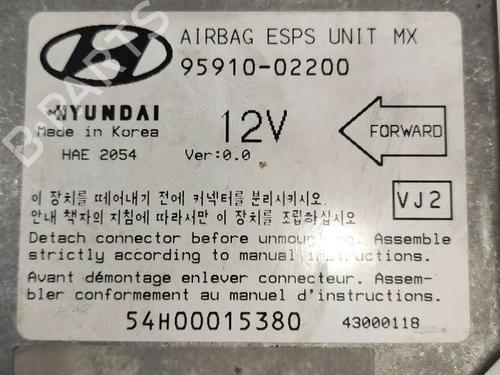 AIRBAG ESPS UNIT MX
95910-02200
HYUNDAI
Made in Korea
HAE 2054
12V
Ver:0.0
FORWARD
VJ2
이 장치를 떼어내기 전에 커넥터를 분리시키시오.
안내 책자의 지침에 따라서만 이 장치를 조립하십시오
Detach connector before unmounting. Assemble
strictly according to manual instructions.
Avant démontage enlever connecteur. Assem-
bler conformement au manuel d'instructions.
54H00015380
43000118
B-PARTS